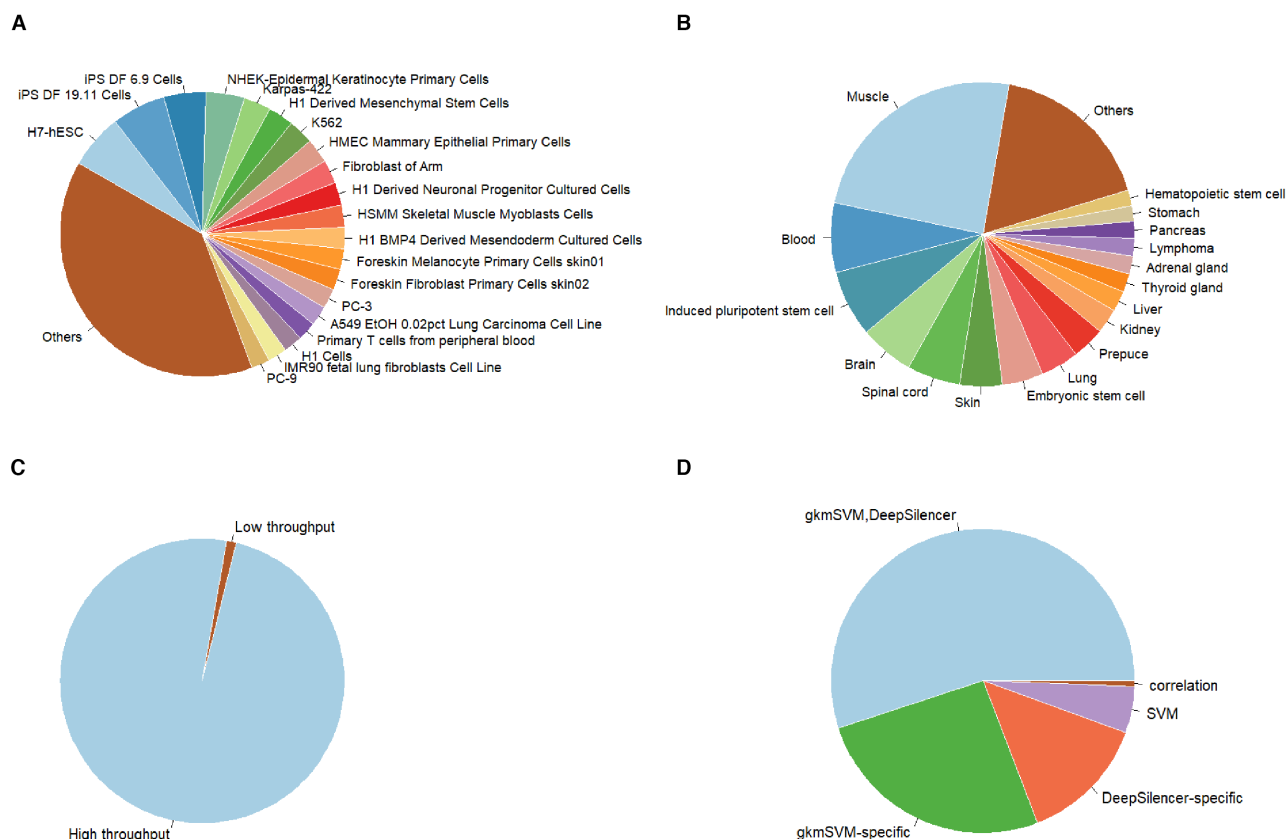 A
iPS DF 6.9 Cells
NHEK-Epidermal Keratinocyte Primary Cells
iPS DF 19.11 Cells
Karpas-422
H1 Derived Mesenchymal Stem Cells
H7-hESC
K562
HMEC Mammary Epithelial Primary Cells
Fibroblast of Arm
H1 Derived Neuronal Progenitor Cultured Cells
HSMM Skeletal Muscle Myoblasts Cells
H1 BMP4 Derived Mesendoderm Cultured Cells
Foreskin Melanocyte Primary Cells skin01
Foreskin Fibroblast Primary Cells skin02
PC-3
A549 EtOH 0.02pct Lung Carcinoma Cell Line
Primary T cells from peripheral blood
H1 Cells
IMR90 fetal lung fibroblasts Cell Line
PC-9
Others
B
Muscle
Others
Hematopoietic stem cell
Stomach
Pancreas
Lymphoma
Adrenal gland
Thyroid gland
Liver
Kidney
Prepuce
Lung
Embryonic stem cell
Skin
Spinal cord
Brain
Induced pluripotent stem cell
Blood
C
Low throughput
High throughput
D
gkmSVM,DeepSilencer
correlation
SVM
DeepSilencer-specific
gkmSVM-specific